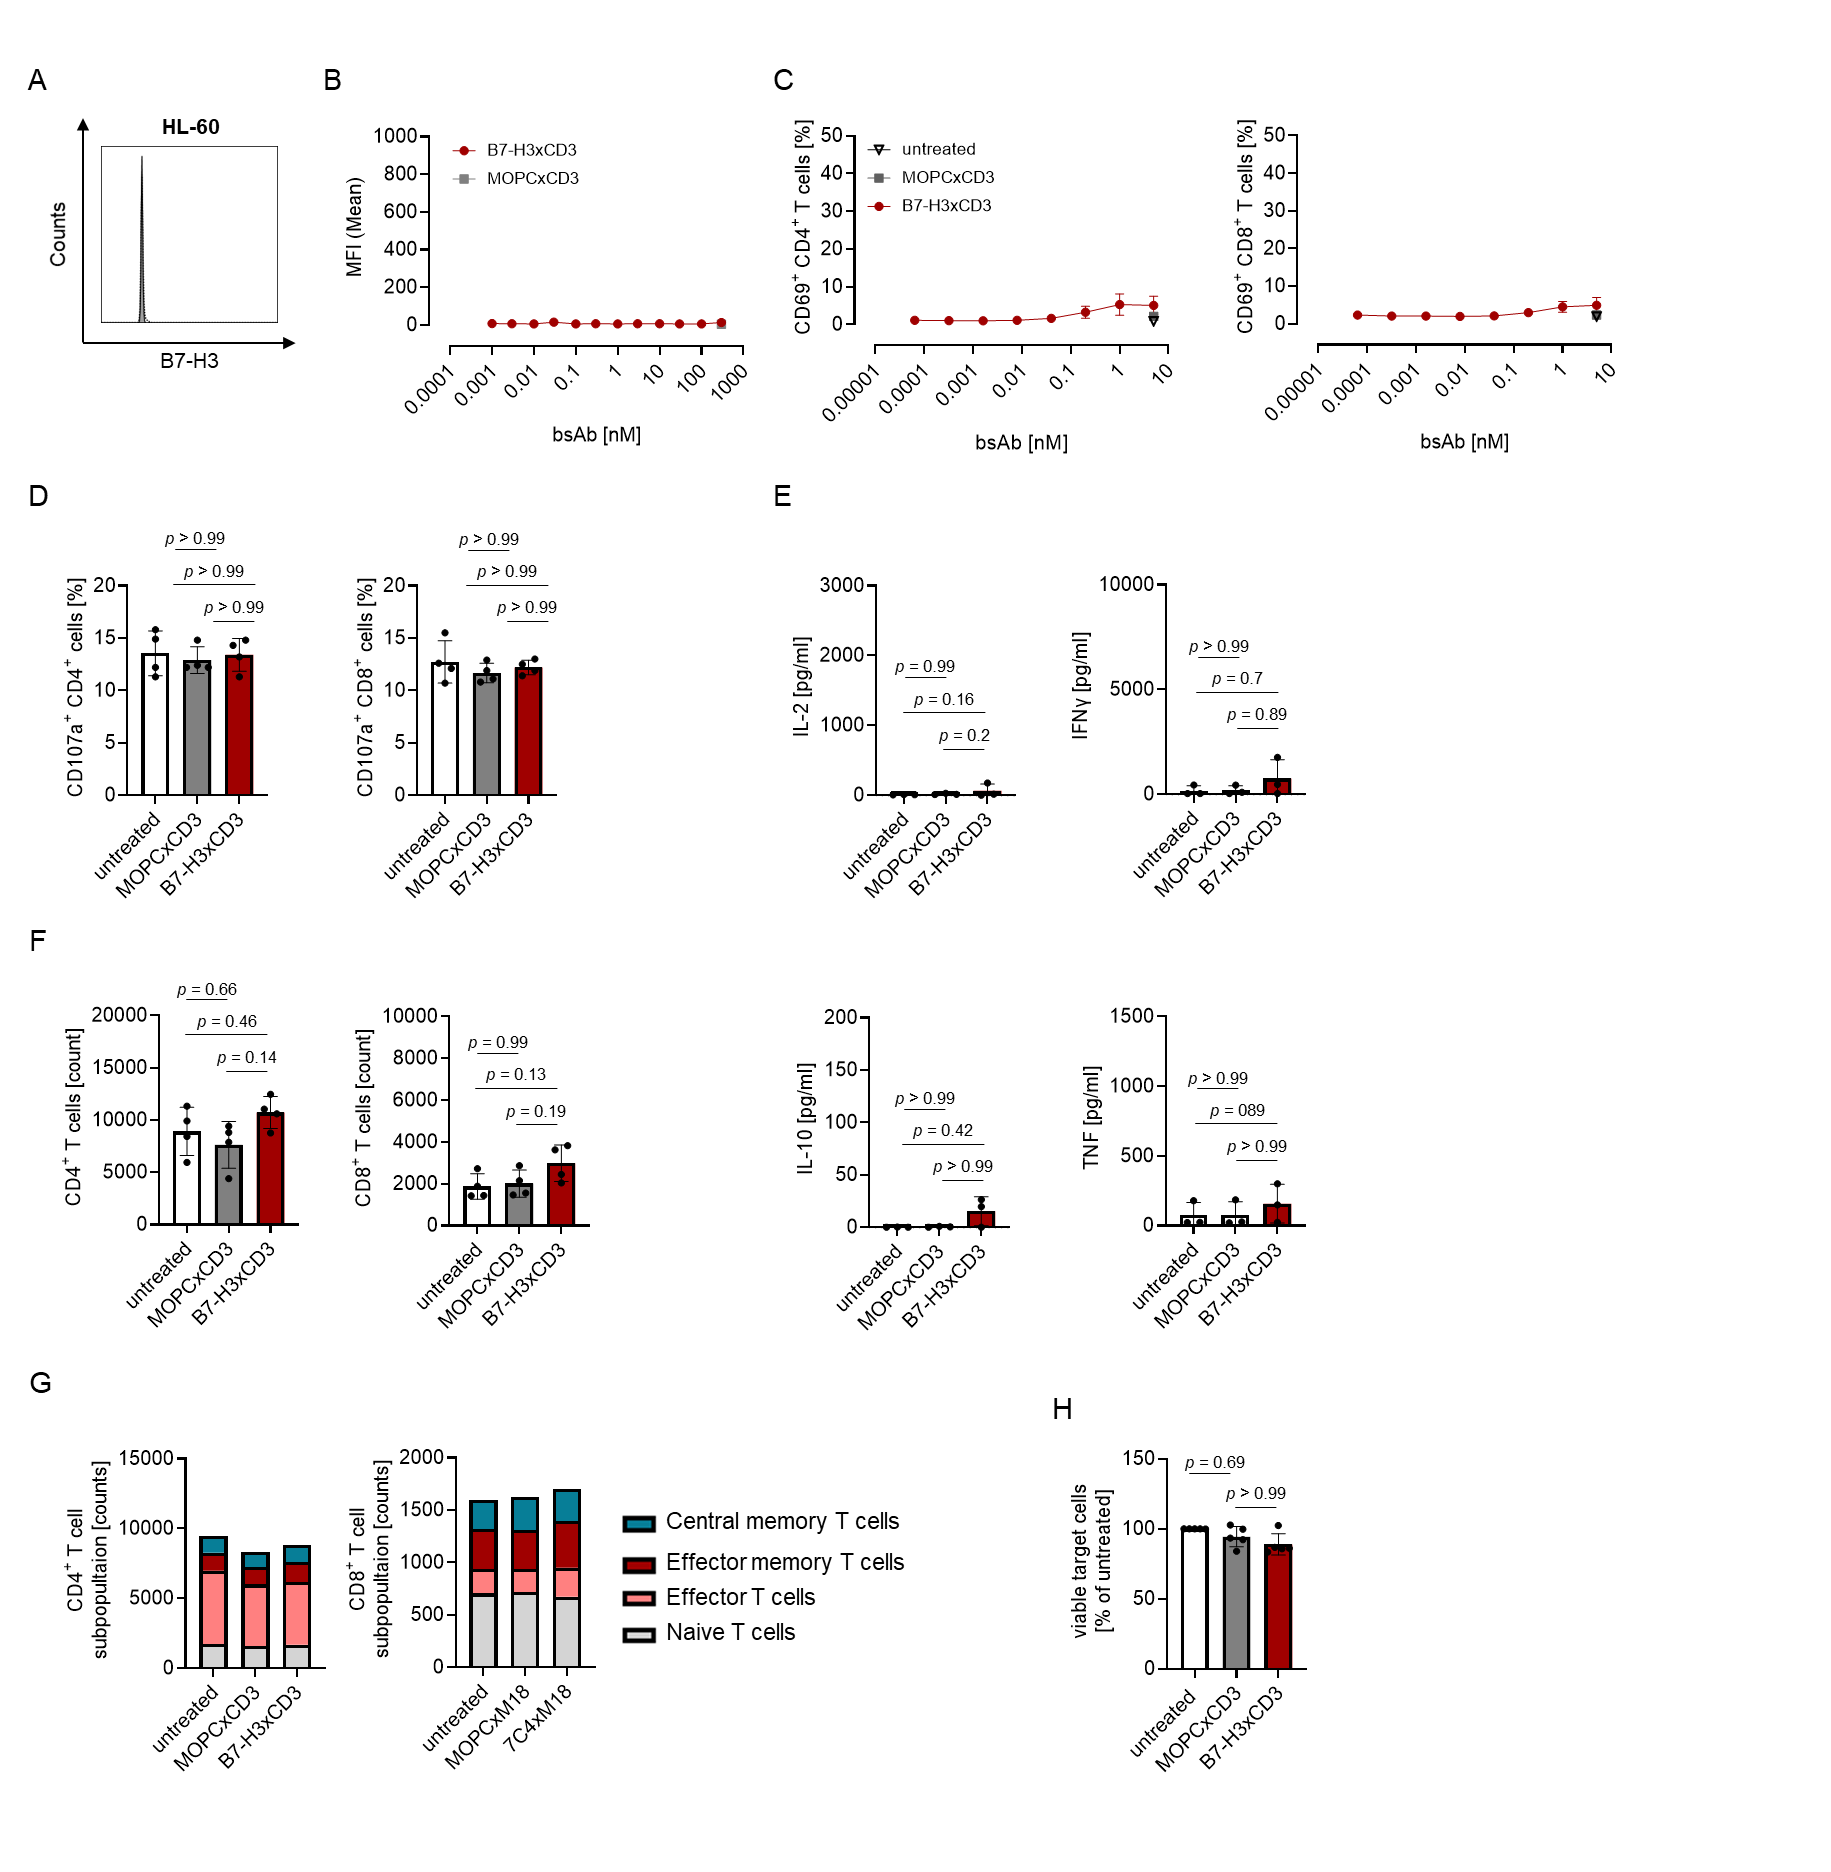 A
HL-60
Counts
B7-H3
B
1000
800
600
400
200
0
MFI (Mean)
B7-H3xCD3
MOPCxCD3
0.0001
0.001
0.01
0.1
1
10
100
1000
bsAb [nM]
C
50
40
30
20
10
0
CD69+ CD4+ T cells [%]
untreated
MOPCxCD3
B7-H3xCD3
0.00001
0.0001
0.001
0.01
0.1
1
10
bsAb [nM]
50
40
30
20
10
0
CD69+ CD8+ T cells [%]
0.00001
0.0001
0.001
0.01
0.1
1
10
bsAb [nM]
D
p > 0.99
p > 0.99
p > 0.99
20
15
10
5
0
CD107a+ CD4+ cells [%]
untreated
MOPCxCD3
B7-H3xCD3
p > 0.99
p > 0.99
p > 0.99
20
15
10
5
0
CD107a+ CD8+ cells [%]
untreated
MOPCxCD3
B7-H3xCD3
E
3000
2000
1000
0
IL-2 [pg/ml]
p = 0.99
p = 0.16
p = 0.2
untreated
MOPCxCD3
B7-H3xCD3
10000
5000
0
IFNγ [pg/ml]
p > 0.99
p = 0.7
p = 0.89
untreated
MOPCxCD3
B7-H3xCD3
F
p = 0.66
p = 0.46
p = 0.14
20000
15000
10000
5000
0
CD4+ T cells [count]
untreated
MOPCxCD3
B7-H3xCD3
10000
8000
6000
4000
2000
0
CD8+ T cells [count]
p = 0.99
p = 0.13
p = 0.19
untreated
MOPCxCD3
B7-H3xCD3
200
150
100
50
0
IL-10 [pg/ml]
p > 0.99
p = 0.42
p > 0.99
untreated
MOPCxCD3
B7-H3xCD3
1500
1000
500
0
TNF [pg/ml]
p > 0.99
p = 089
p > 0.99
untreated
MOPCxCD3
B7-H3xCD3
G
15000
10000
5000
0
CD4+ T cell
subpopultaion [counts]
untreated
MOPCxCD3
B7-H3xCD3
2000
1500
1000
500
0
CD8+ T cell
subpopultaion [counts]
untreated
MOPCxM18
7C4xM18
Central memory T cells
Effector memory T cells
Effector T cells
Naive T cells
H
150
100
50
0
viable target cells
[% of untreated]
p = 0.69
p > 0.99
untreated
MOPCxCD3
B7-H3xCD3